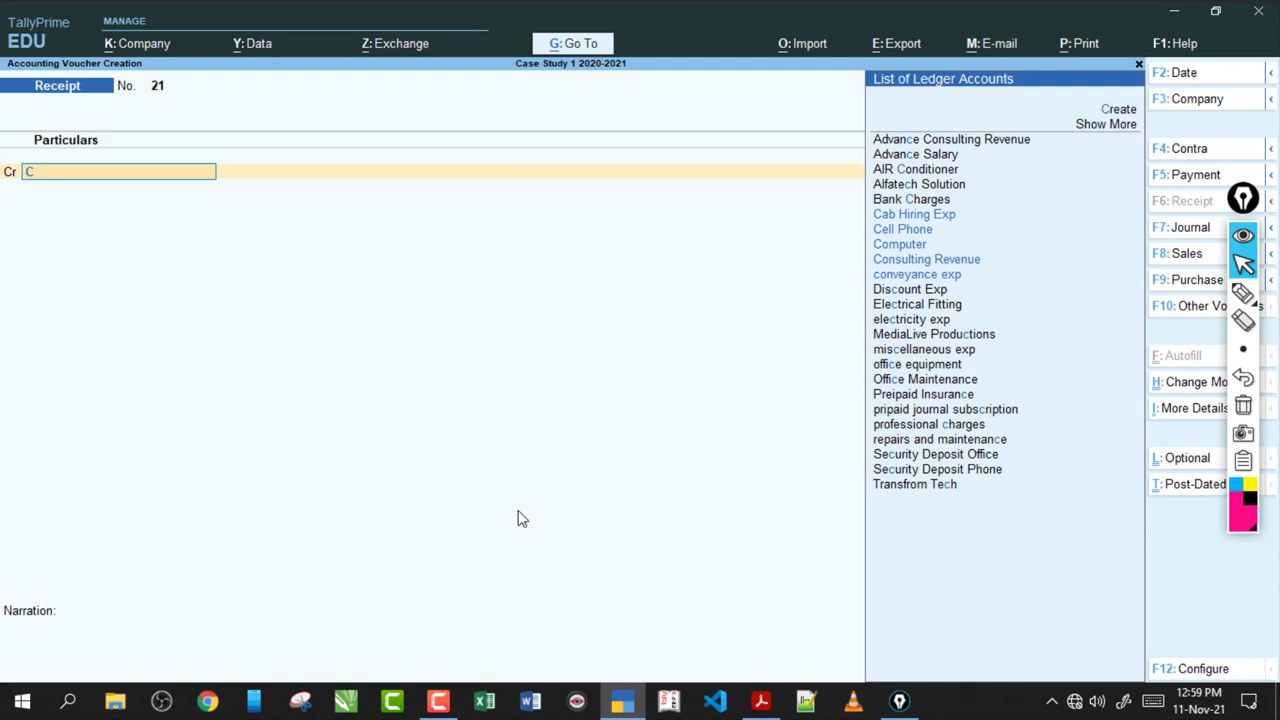 TallyPrime
EDU
MANAGE
K: Company
Y: Data
Z: Exchange
G: Go To
O: Import
E: Export
M: E-mail
P: Print
F1: Help
Accounting Voucher Creation
Case Study 1 2020-2021
Receipt No. 21
Particulars
Cr C
Narration:
List of Ledger Accounts
Create
Show More
Advance Consulting Revenue
Advance Salary
AIR Conditioner
Alfatech Solution
Bank Charges
Cab Hiring Exp
Cell Phone
Computer
Consulting Revenue
conveyance exp
Discount Exp
Electrical Fitting
electricity exp
MediaLive Productions
miscellaneous exp
office equipment
Office Maintenance
Preipaid Insurance
pripaid journal subscription
professional charges
repairs and maintenance
Security Deposit Office
Security Deposit Phone
Transfrom Tech
F2: Date
F3: Company
F4: Contra
F5: Payment
F6: Receipt
F7: Journal
F8: Sales
F9: Purchase
F10: Other Vo s
F: Autofill
H: Change Mo
I: More Details
L: Optional
T: Post-Dated
F12: Configure
12:59 PM
11-Nov-21